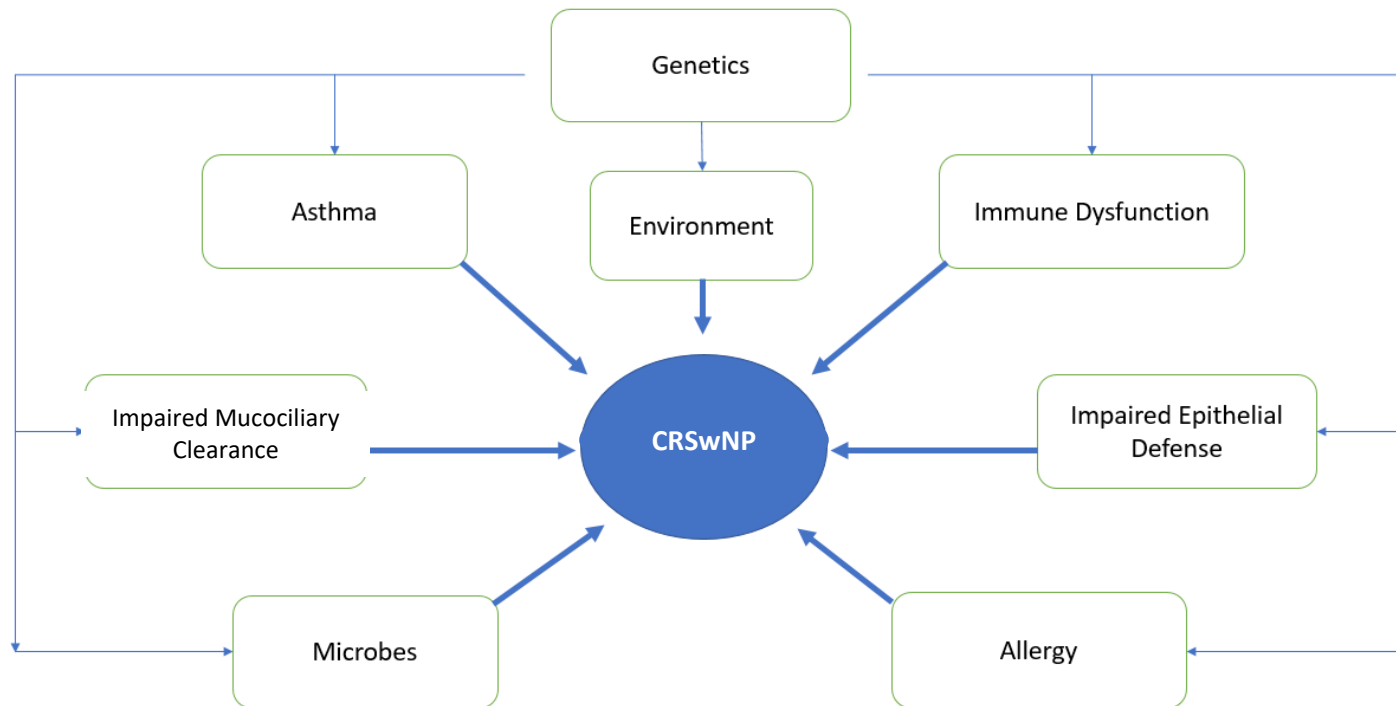 Genetics
Asthma
Environment
Immune Dysfunction
Impaired Mucociliary
Clearance
CRSwNP
Impaired Epithelial
Defense
Microbes
Allergy